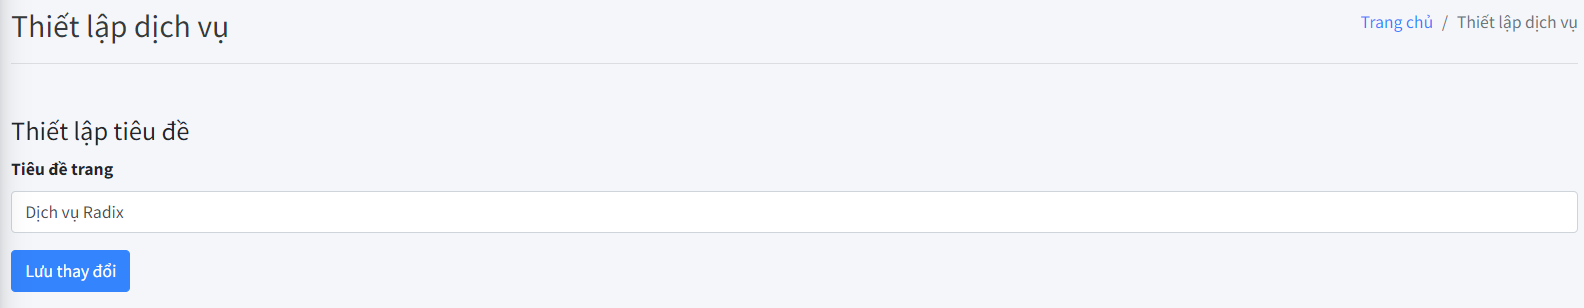 Thiết lập dịch vụ
Trang chủ / Thiết lập dịch vụ
Thiết lập tiêu đề
Tiêu đề trang
Dịch vụ Radix
Lưu thay đổi